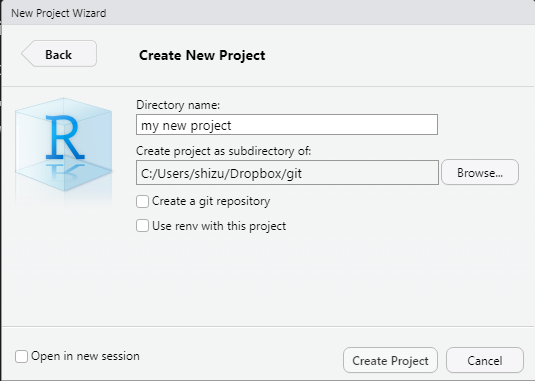 New Project Wizard
Back
Create New Project
R
Directory name:
my new project
Create project as subdirectory of:
C:/Users/shizu/Dropbox/git
Browse...
Create a git repository
Use renv with this project
Open in new session
Create Project
Cancel